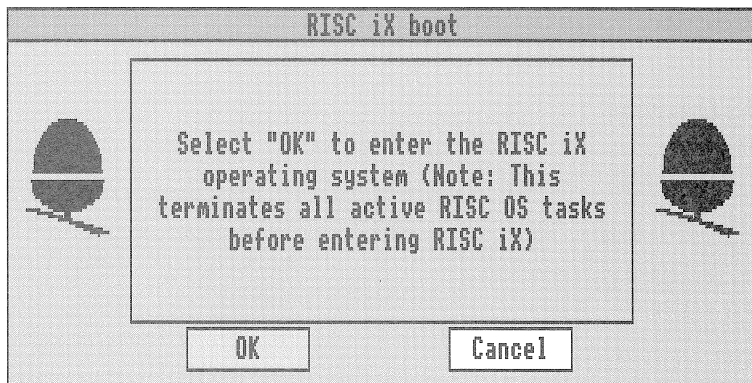 RISC iX boot
Select "OK" to enter the RISC iX
operating system (Note: This
terminates all active RISC OS tasks
before entering RISC iX)
OK
Cancel